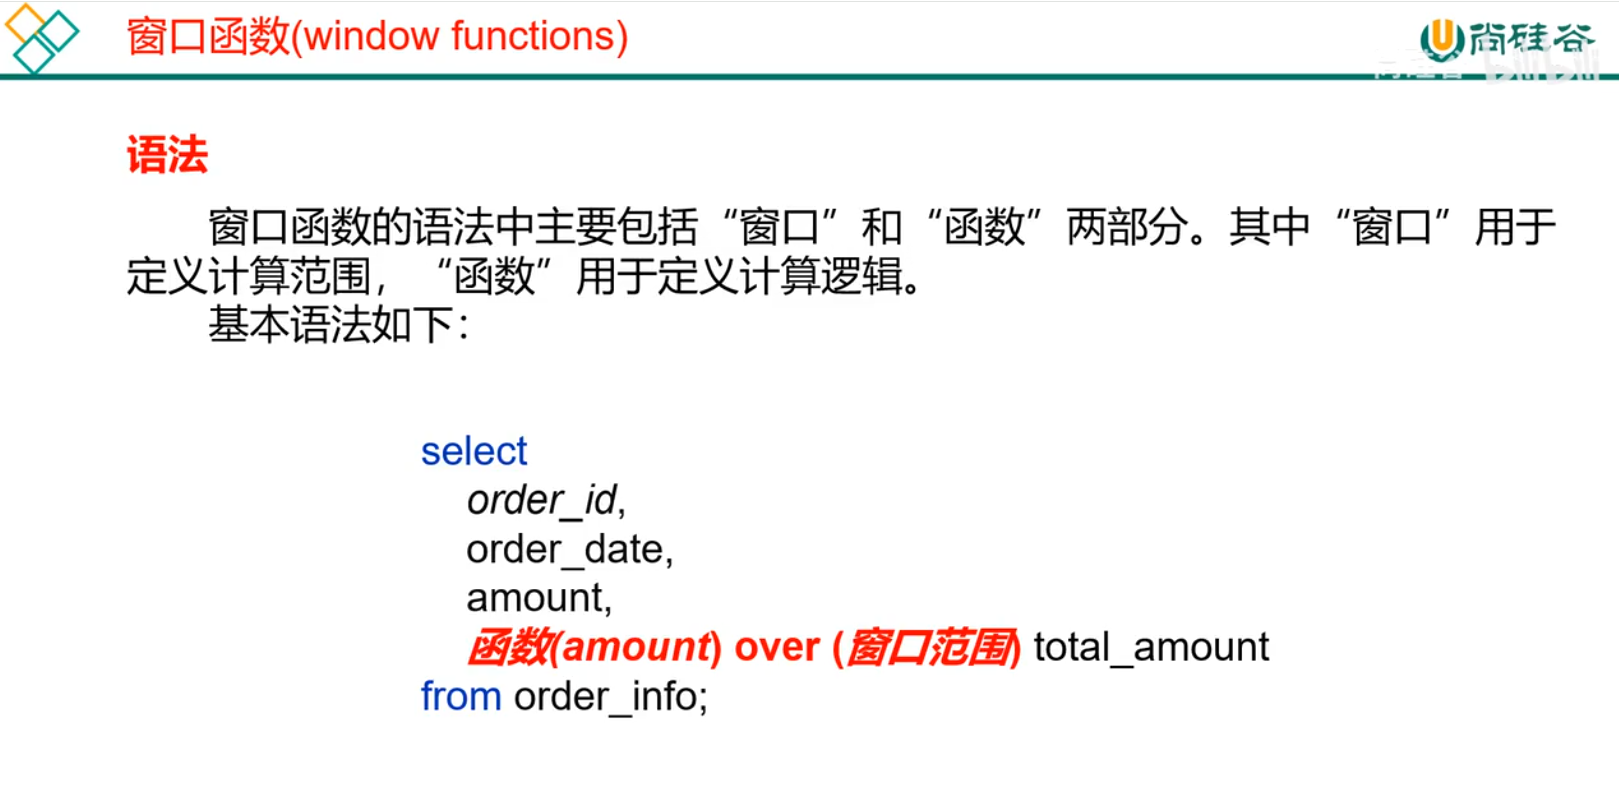 窗口函数(window functions)
尚硅谷
bilibili
语法
窗口函数的语法中主要包括“窗口”和“函数”两部分。其中“窗口”用于
定义计算范围，“函数”用于定义计算逻辑。
基本语法如下：
select
order_id,
order_date,
amount,
函数(amount) over (窗口范围) total_amount
from order_info;